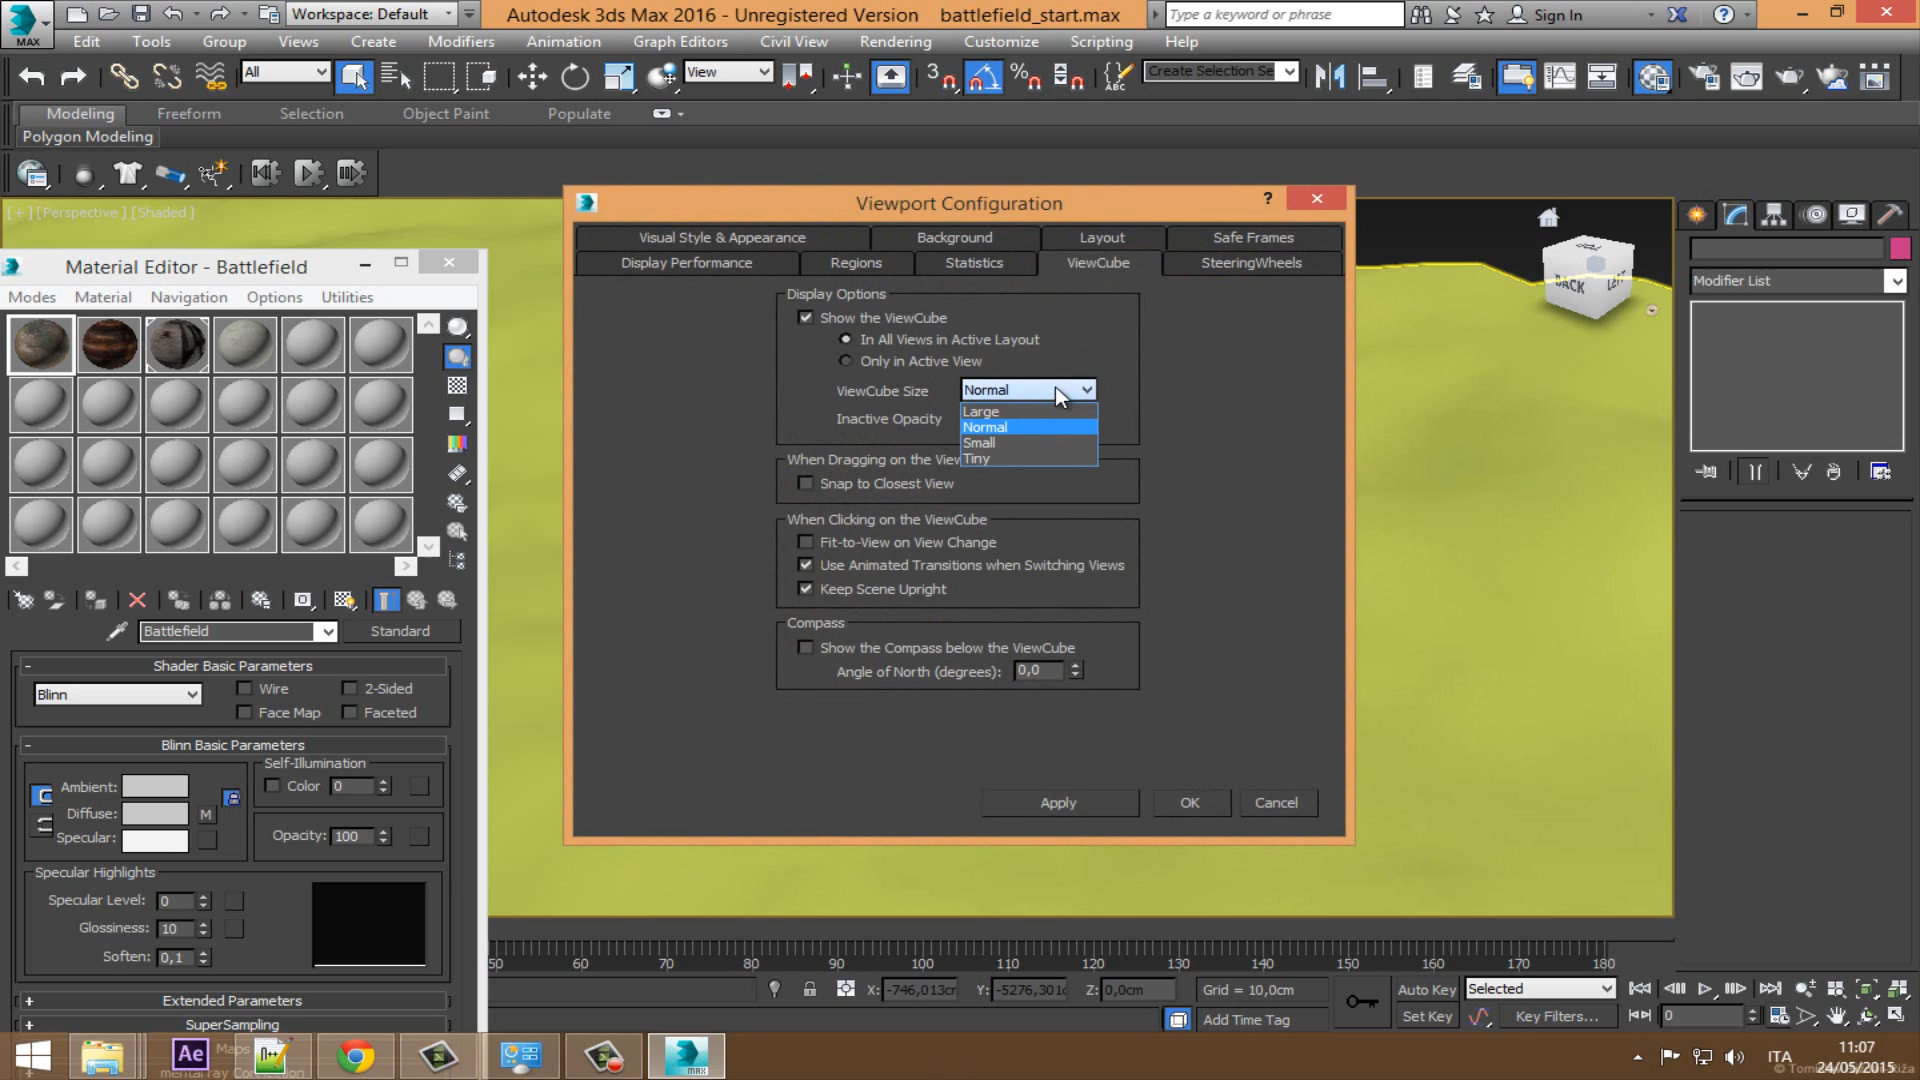 Workspace: Default
Autodesk 3ds Max 2016 - Unregistered Version battlefield_start.max
Type a keyword or phrase
Sign In
MAX
Edit Tools Group Views Create Modifiers Animation Graph Editors Civil View Rendering Customize Scripting Help
All
View
3
ABC
Create Selection Se
Modeling Freeform Selection Object Paint Populate
Polygon Modeling
[+] [Perspective] [Shaded]
Viewport Configuration
?
Visual Style & Appearance Background Layout Safe Frames
Display Performance Regions Statistics ViewCube SteeringWheels
Display Options
Show the ViewCube
In All Views in Active Layout
Only in Active View
ViewCube Size Normal
Large
Inactive Opacity
Normal
Small
Tiny
When Dragging on the View
Snap to Closest View
When Clicking on the ViewCube
Fit-to-View on View Change
Use Animated Transitions when Switching Views
Keep Scene Upright
Compass
Show the Compass below the ViewCube
Angle of North (degrees): 0,0
Apply OK Cancel
TOP
BACK LEFT
Modifier List
Material Editor - Battlefield
Modes Material Navigation Options Utilities
Battlefield Standard
Shader Basic Parameters
Blinn
Wire 2-Sided
Face Map Faceted
Blinn Basic Parameters
Self-Illumination
Ambient:
Color 0
Diffuse: M
Specular:
Opacity: 100
Specular Highlights
Specular Level: 0
Glossiness: 10
Soften: 0,1
Extended Parameters
SuperSampling
Maps
50 60 70 80 90 100 110 120 130 140 150 160 170 180
X: -746,013cr Y: -5276,301c Z: 0,0cm Grid = 10,0cm
Add Time Tag
Auto Key Selected
Set Key Key Filters...
0
Ae
MAX
ITA
11:07
24/05/2015